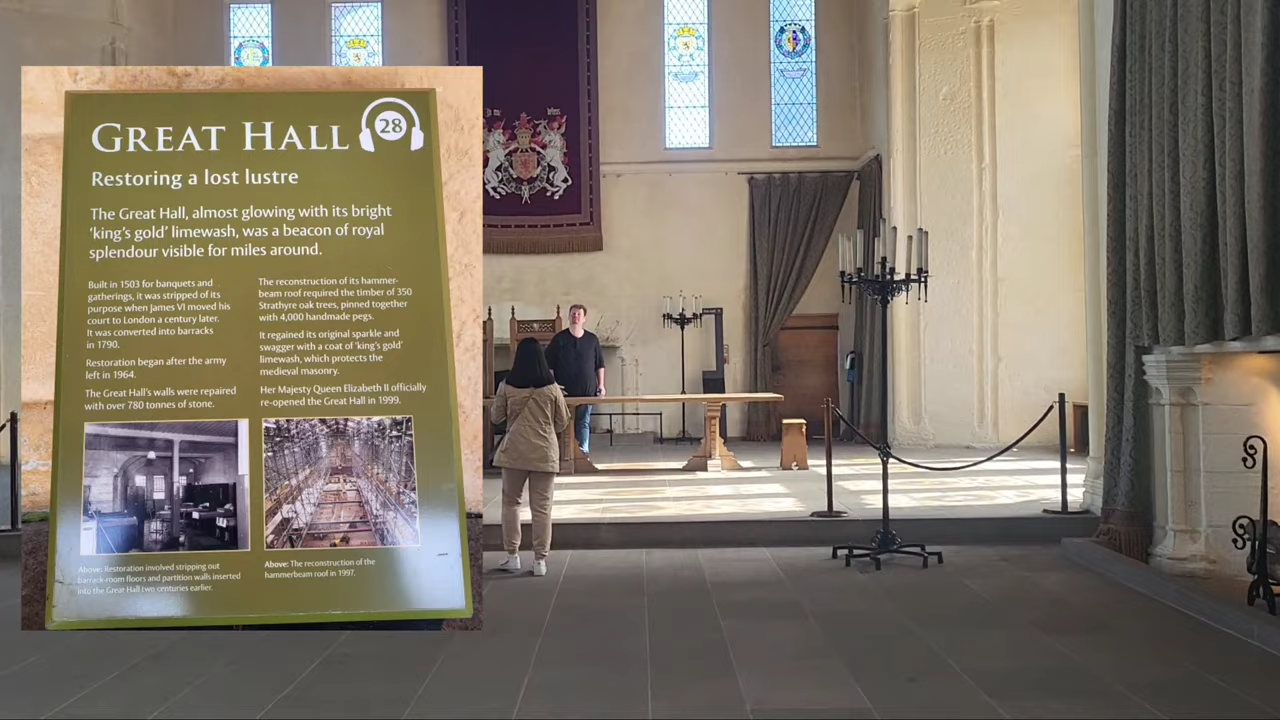 GREAT HALL 28
Restoring a lost lustre
The Great Hall, almost glowing with its bright
‘king’s gold’ limewash, was a beacon of royal
splendour visible for miles around.
Built in 1503 for banquets and
gatherings, it was stripped of its
purpose when James VI moved his
court to London a century later.
It was converted into barracks
in 1790.
Restoration began after the army
left in 1964.
The Great Hall’s walls were repaired
with over 780 tonnes of stone.
The reconstruction of its hammer-
beam roof required the timber of 350
Strathyre oak trees, pinned together
with 4,000 handmade pegs.
It regained its original sparkle and
swagger with a coat of ‘king’s gold’
limewash, which protects the
medieval masonry.
Her Majesty Queen Elizabeth II officially
re-opened the Great Hall in 1999.
Above: Restoration involved stripping out
barrack-room floors and partition walls inserted
into the Great Hall two centuries earlier.
Above: The reconstruction of the
hammerbeam roof in 1997.